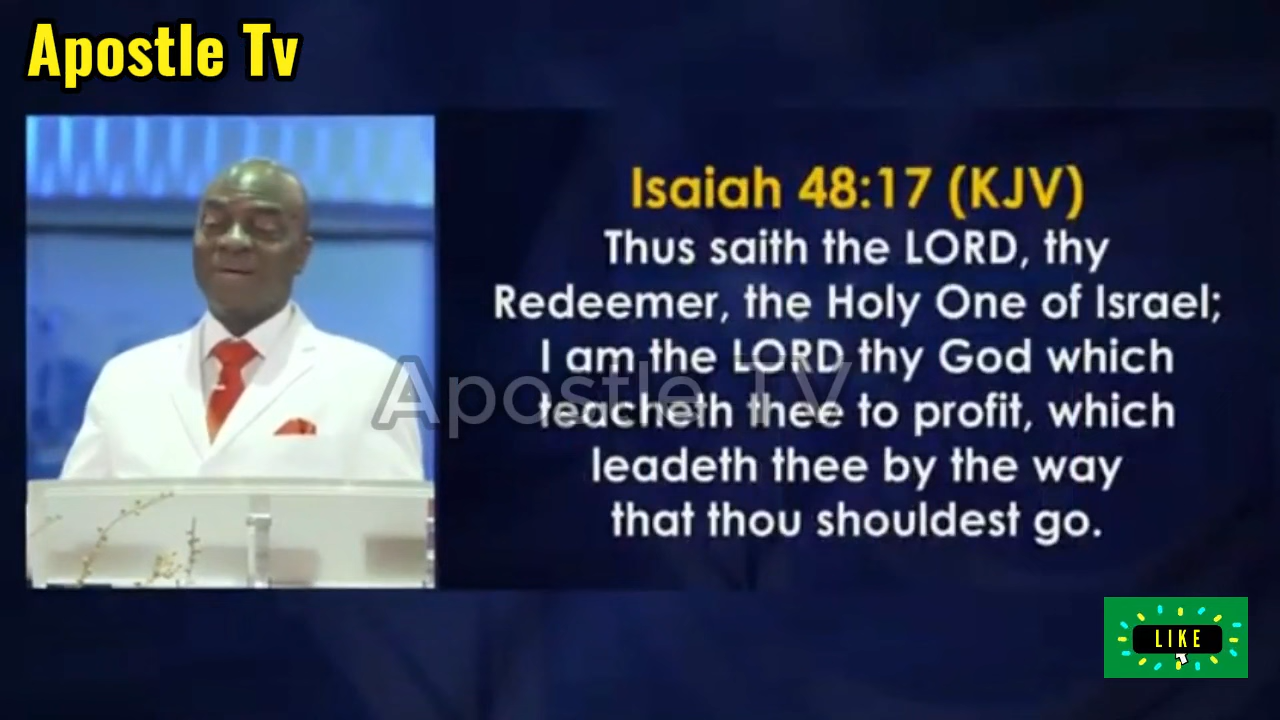 Apostle Tv
Isaiah 48:17 (KJV)
Thus saith the LORD, thy
Redeemer, the Holy One of Israel;
I am the LORD thy God which
teacheth thee to profit, which
leadeth thee by the way
that thou shouldest go.
Apostle TV
LIKE